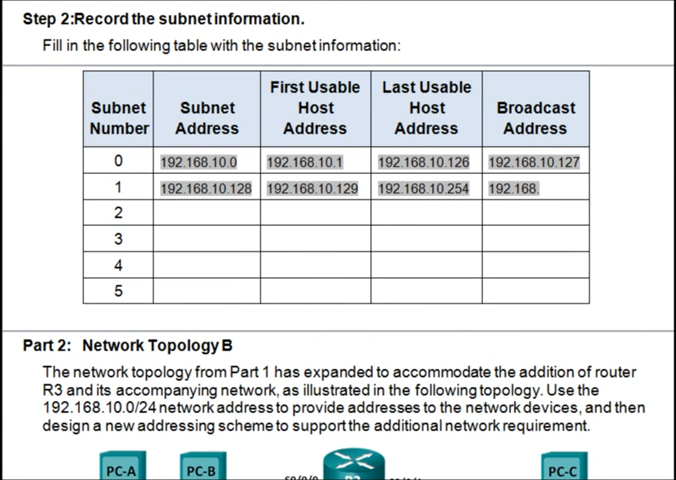 Step 2:Record the subnet information.
Fill in the following table with the subnet information:
Subnet Number Subnet Address First Usable Host Address Last Usable Host Address Broadcast Address
0 192.168.10.0 192.168.10.1 192.168.10.126 192.168.10.127
1 192.168.10.128 192.168.10.129 192.168.10.254 192.168.
2
3
4
5
Part 2: Network Topology B
The network topology from Part 1 has expanded to accommodate the addition of router
R3 and its accompanying network, as illustrated in the following topology. Use the
192.168.10.0/24 network address to provide addresses to the network devices, and then
design a new addressing scheme to support the additional network requirement.
PC-A PC-B PC-C